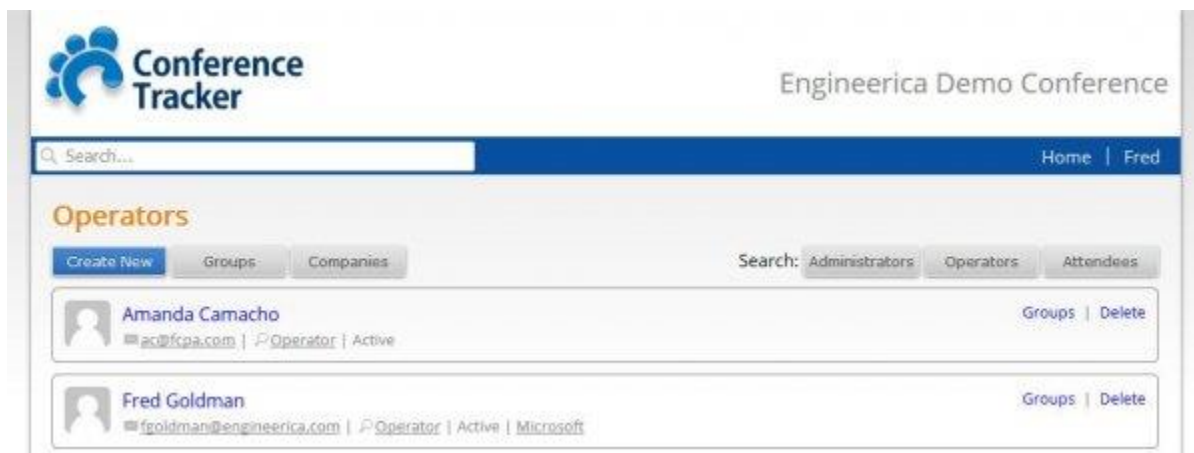 Conference
Tracker
Engineerica Demo Conference
Search... Home | Fred
Operators
Create New Groups Companies Search: Administrators Operators Attendees
Amanda Camacho Groups | Delete
ac@fcpa.com | Operator | Active
Fred Goldman Groups | Delete
fgoldman@engineerica.com | Operator | Active | Microsoft